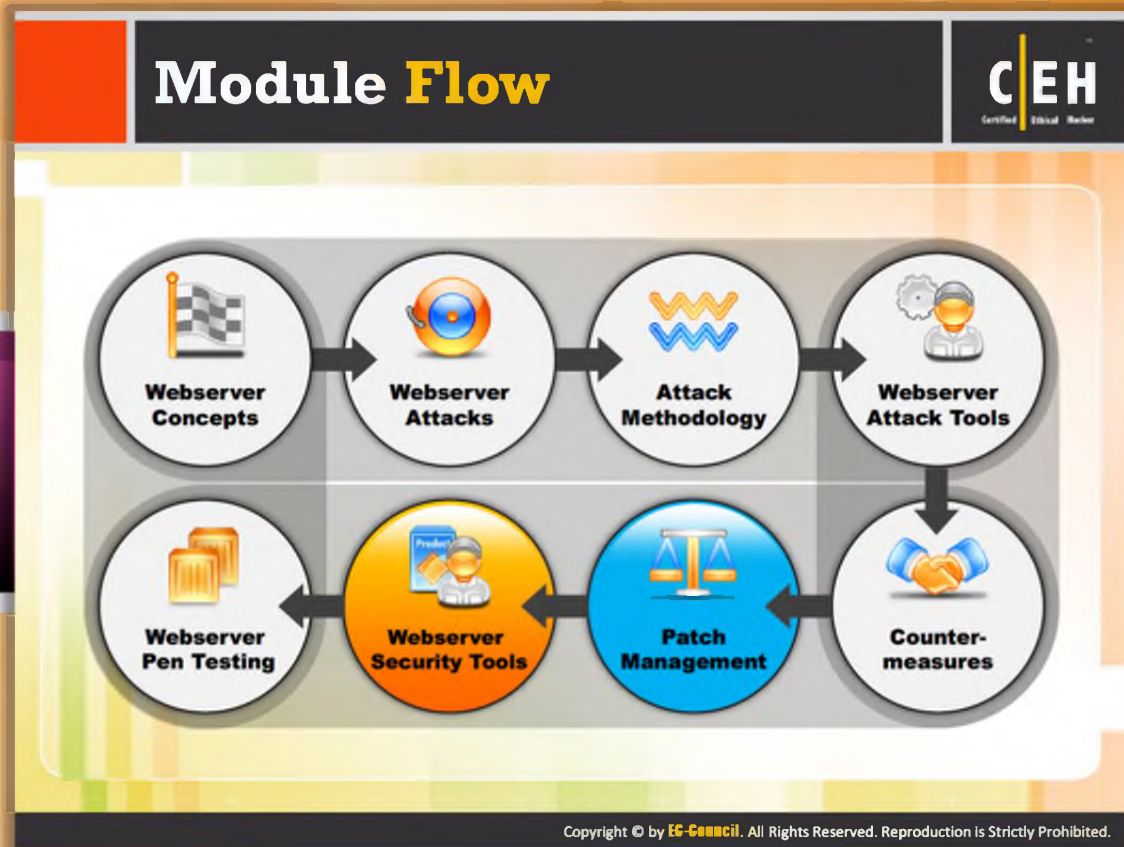 Module Flow
CEH
Certified Ethical Hacker
Webserver
Concepts
Webserver
Attacks
Attack
Methodology
Webserver
Attack Tools
Product
Webserver
Pen Testing
Webserver
Security Tools
Patch
Management
Counter-
measures
Copyright © by EC-Council. All Rights Reserved. Reproduction is Strictly Prohibited.